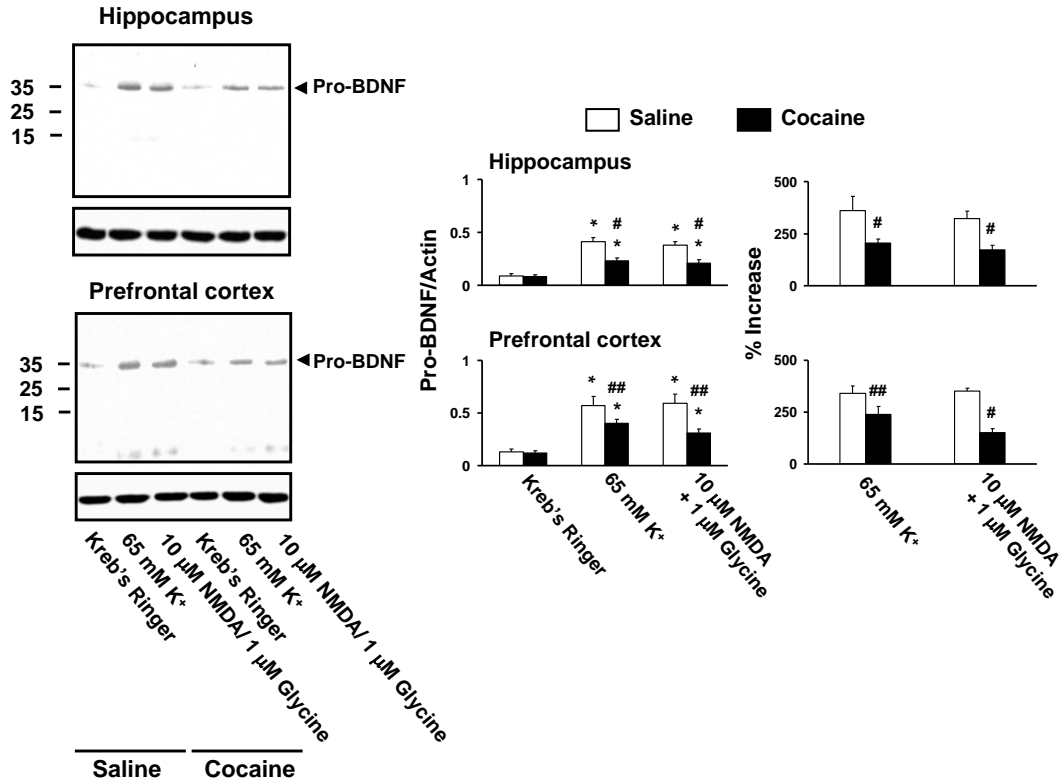 Hippocampus
35
25
15
Pro-BDNF
Prefrontal cortex
35
25
15
Pro-BDNF
Kreb's Ringer
65 mM K+
10 μM NMDA/ 1 μM Glycine
Kreb's Ringer
65 mM K+
10 μM NMDA/ 1 μM Glycine
Saline
Cocaine
Saline
Cocaine
Pro-BDNF/Actin
Hippocampus
1
0.5
0
*
#
*
*
#
*
Prefrontal cortex
1
0.5
0
*
##
*
*
##
*
Kreb's Ringer
65 mM K+
10 μM NMDA
+ 1 μM Glycine
% Increase
500
250
0
#
#
500
250
0
##
#
65 mM K+
10 μM NMDA
+ 1 μM Glycine